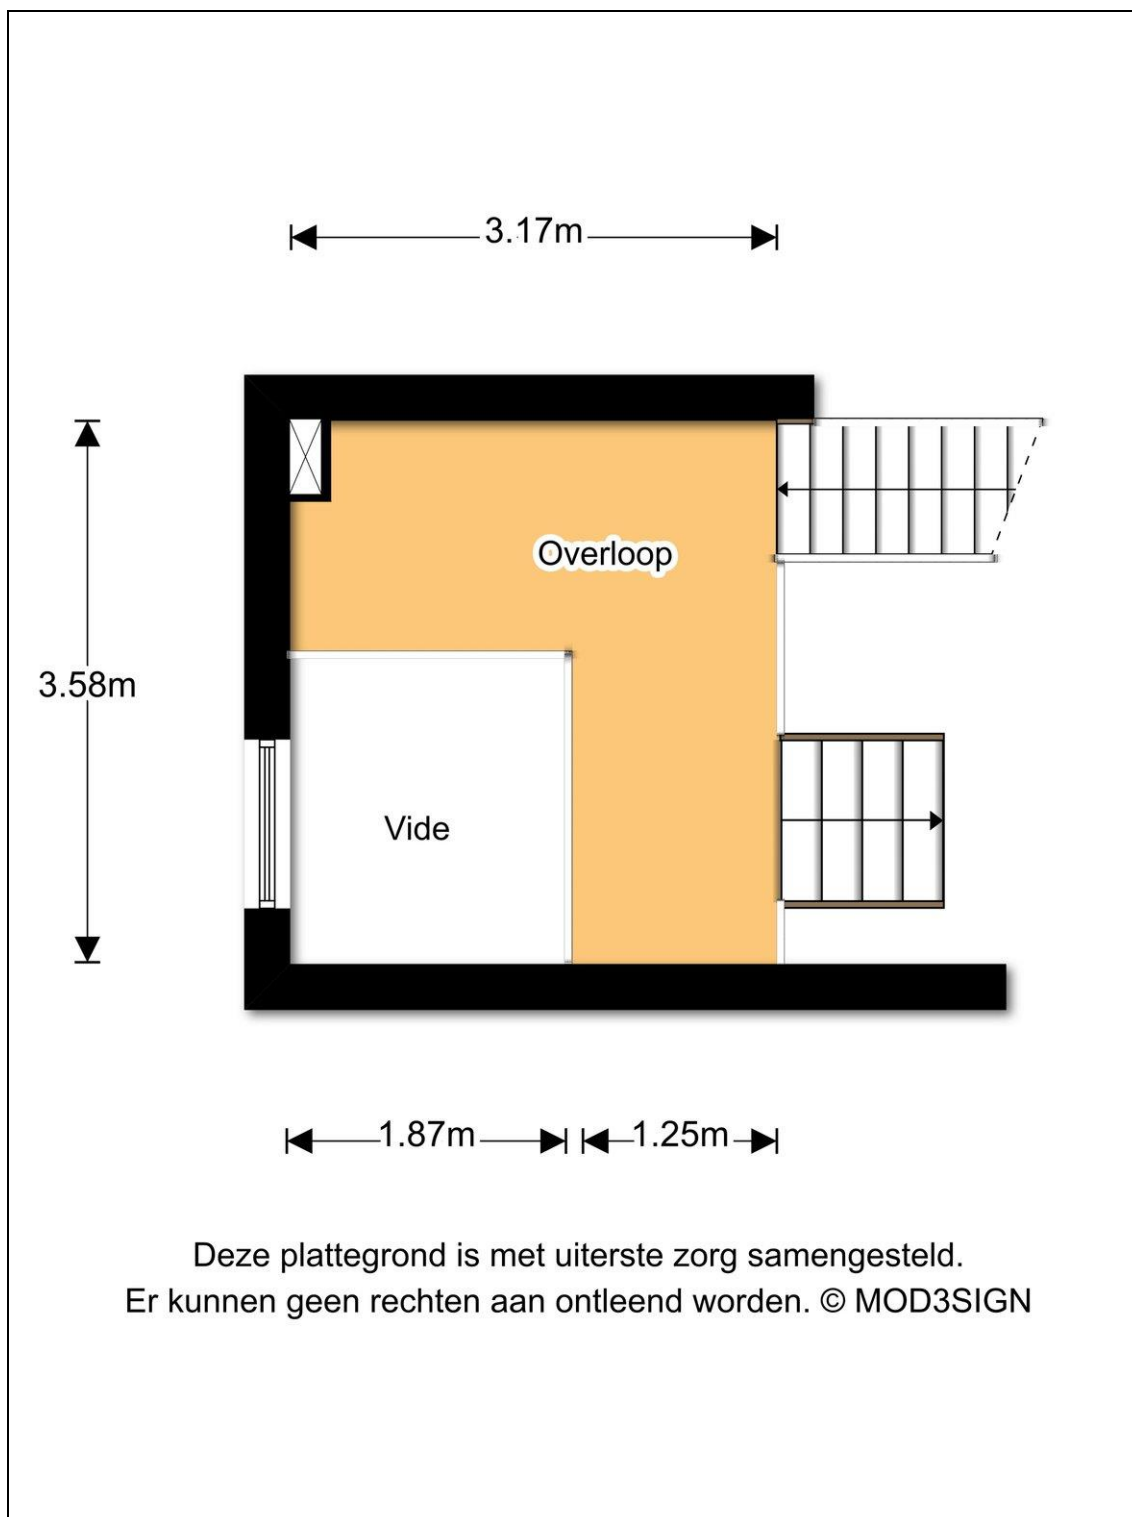 3.17m
Overloop
3.58m
Vide
1.87m
1.25m
Deze plattegrond is met uiterste zorg samengesteld.
Er kunnen geen rechten aan ontleend worden. © MOD3SIGN